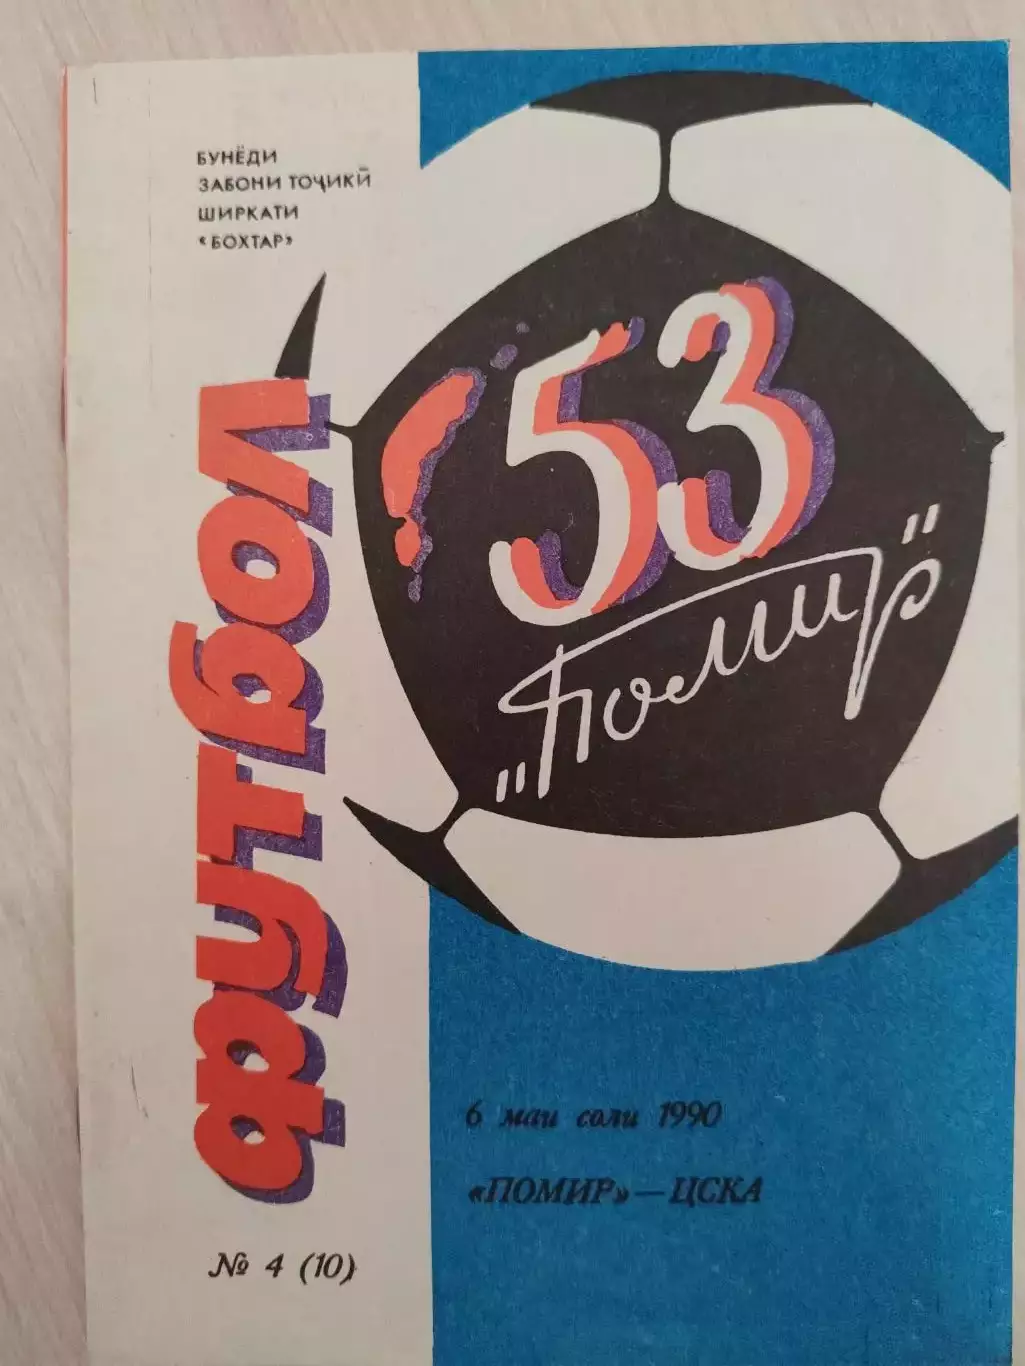 БУНЁДИ
ЗАБОНИ ТОҶИКӢ
ШИРКАТИ
«БОХТАР»
ФУТБОЛ
'53
„Помир”
6 маи соли 1990
«ПОМИР» — ЦСКА
№ 4 (10)